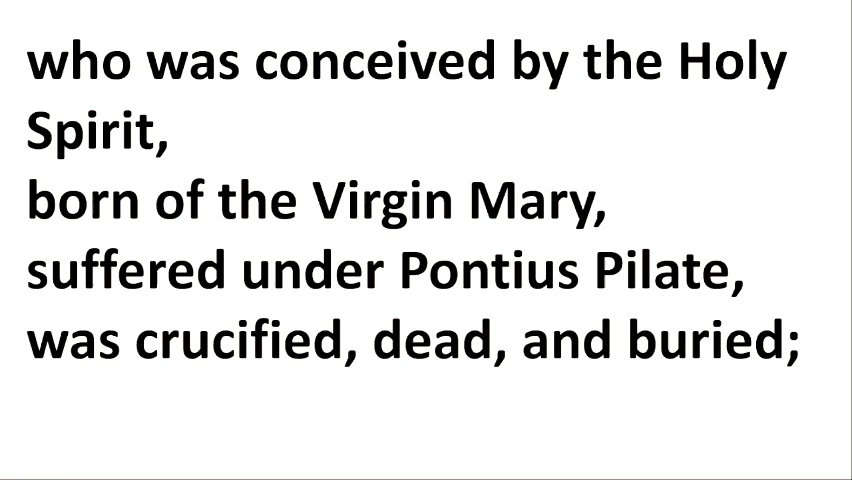 who was conceived by the Holy
Spirit,
born of the Virgin Mary,
suffered under Pontius Pilate,
was crucified, dead, and buried;